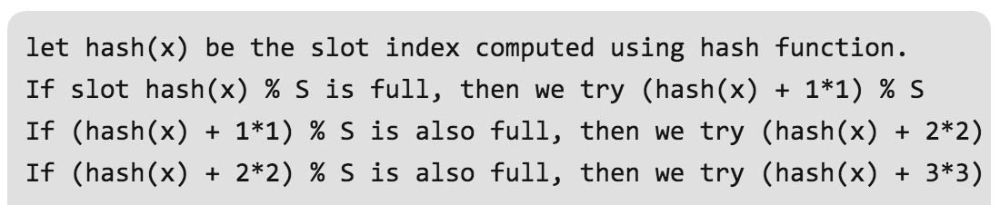 let hash(x) be the slot index computed using hash function.
If slot hash(x) % S is full, then we try (hash(x) + 1*1) % S
If (hash(x) + 1*1) % S is also full, then we try (hash(x) + 2*2)
If (hash(x) + 2*2) % S is also full, then we try (hash(x) + 3*3)